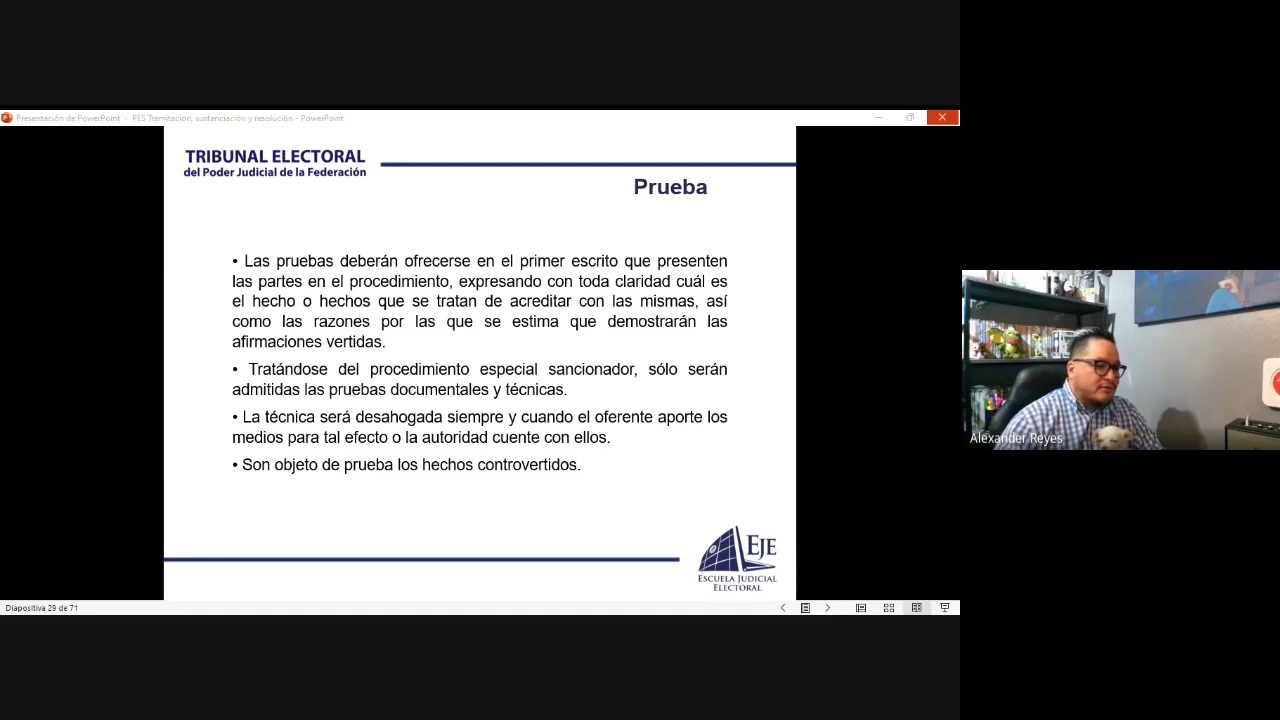 Presentación de PowerPoint - PES Tramitación, sustanciación y resolución - PowerPoint
TRIBUNAL ELECTORAL
del Poder Judicial de la Federación
Prueba
• Las pruebas deberán ofrecerse en el primer escrito que presenten
las partes en el procedimiento, expresando con toda claridad cuál es
el hecho o hechos que se tratan de acreditar con las mismas, así
como las razones por las que se estima que demostrarán las
afirmaciones vertidas.
• Tratándose del procedimiento especial sancionador, sólo serán
admitidas las pruebas documentales y técnicas.
• La técnica será desahogada siempre y cuando el oferente aporte los
medios para tal efecto o la autoridad cuente con ellos.
• Son objeto de prueba los hechos controvertidos.
EJE
ESCUELA JUDICIAL
ELECTORAL
Diapositiva 29 de 71
Alexander Reyes